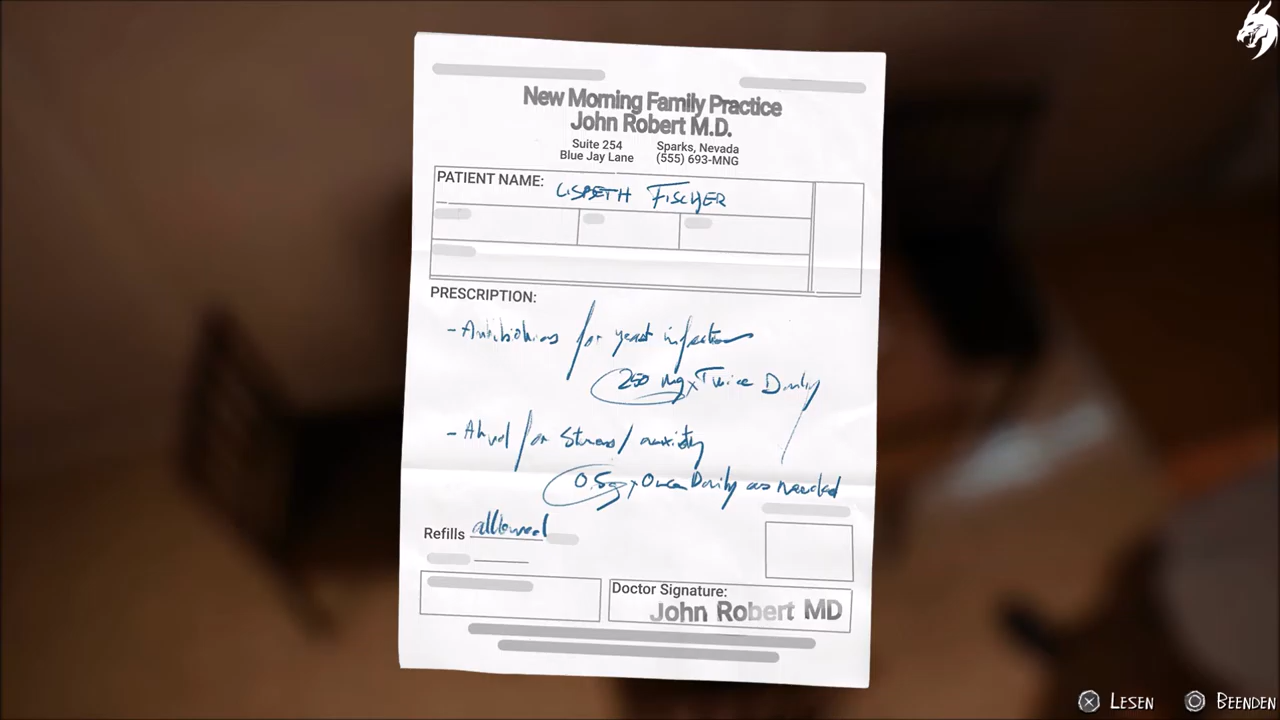 New Morning Family Practice
John Robert M.D.
Suite 254 Sparks, Nevada
Blue Jay Lane (555) 693-MNG
PATIENT NAME: LISBETH FISCHER
PRESCRIPTION:
- Antibiotics for yeast infection
250 mg x Twice Daily
- for Stress/anxiety
0.5g x Once Daily as needed
Refills allowed
Doctor Signature:
John Robert MD
LESEN BEENDEN